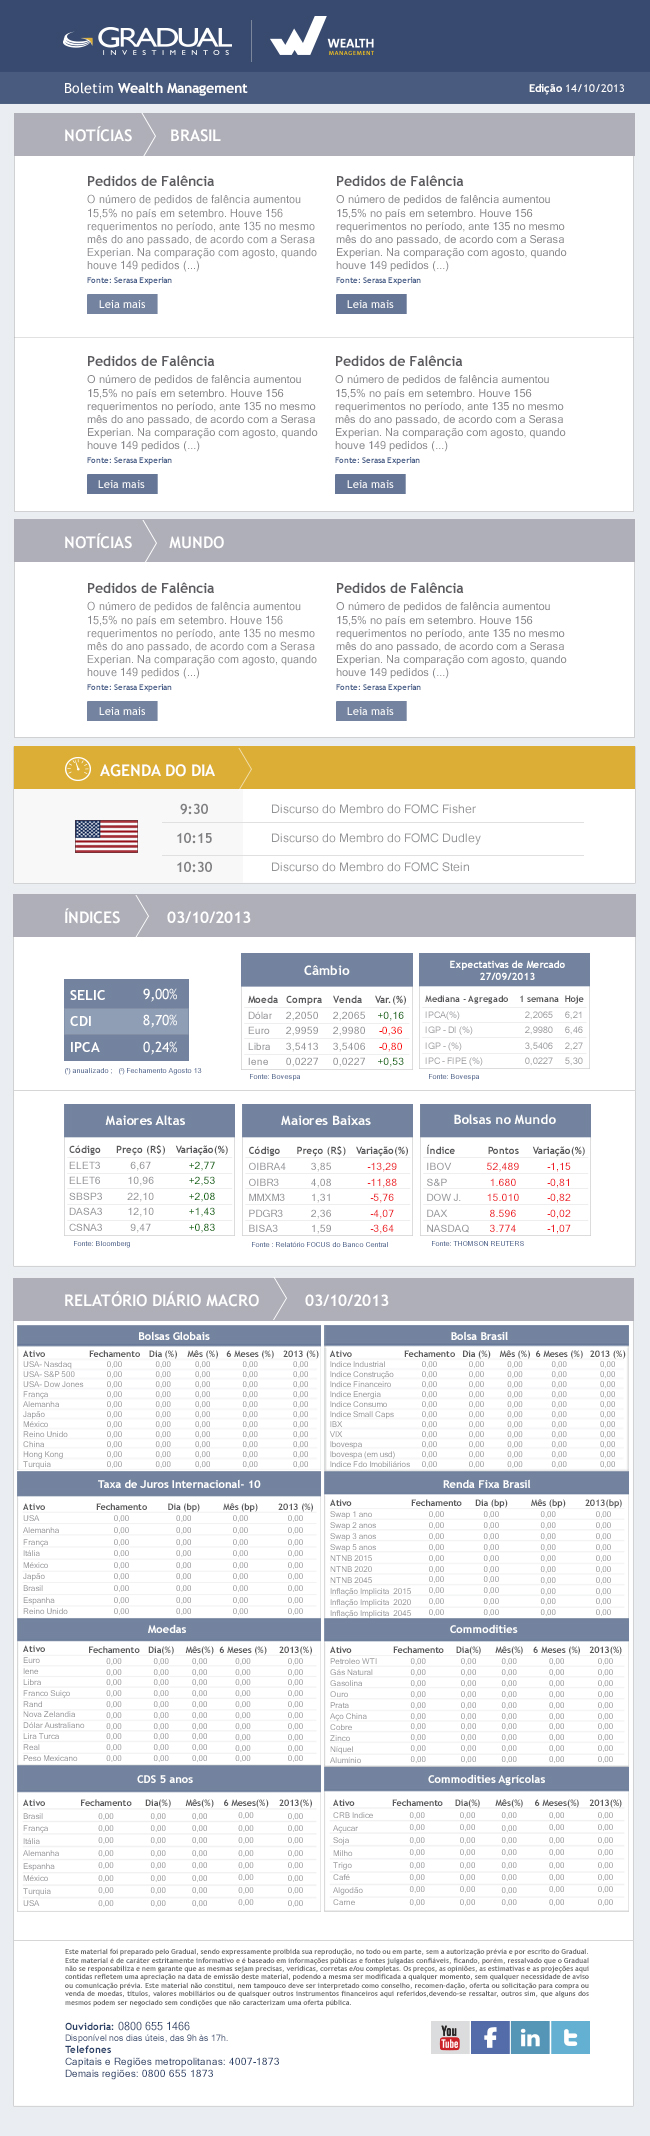 GRADUAL
INVESTIMENTOS
WEALTH
MANAGEMENT
Boletim Wealth Management
Edição 14/10/2013
NOTÍCIAS BRASIL
Pedidos de Falência
O número de pedidos de falência aumentou
15,5% no país em setembro. Houve 156
requerimentos no período, ante 135 no mesmo
mês do ano passado, de acordo com a Serasa
Experian. Na comparação com agosto, quando
houve 149 pedidos (...)
Fonte: Serasa Experian
Leia mais
Pedidos de Falência
O número de pedidos de falência aumentou
15,5% no país em setembro. Houve 156
requerimentos no período, ante 135 no mesmo
mês do ano passado, de acordo com a Serasa
Experian. Na comparação com agosto, quando
houve 149 pedidos (...)
Fonte: Serasa Experian
Leia mais
Pedidos de Falência
O número de pedidos de falência aumentou
15,5% no país em setembro. Houve 156
requerimentos no período, ante 135 no mesmo
mês do ano passado, de acordo com a Serasa
Experian. Na comparação com agosto, quando
houve 149 pedidos (...)
Fonte: Serasa Experian
Leia mais
Pedidos de Falência
O número de pedidos de falência aumentou
15,5% no país em setembro. Houve 156
requerimentos no período, ante 135 no mesmo
mês do ano passado, de acordo com a Serasa
Experian. Na comparação com agosto, quando
houve 149 pedidos (...)
Fonte: Serasa Experian
Leia mais
NOTÍCIAS MUNDO
Pedidos de Falência
O número de pedidos de falência aumentou
15,5% no país em setembro. Houve 156
requerimentos no período, ante 135 no mesmo
mês do ano passado, de acordo com a Serasa
Experian. Na comparação com agosto, quando
houve 149 pedidos (...)
Fonte: Serasa Experian
Leia mais
Pedidos de Falência
O número de pedidos de falência aumentou
15,5% no país em setembro. Houve 156
requerimentos no período, ante 135 no mesmo
mês do ano passado, de acordo com a Serasa
Experian. Na comparação com agosto, quando
houve 149 pedidos (...)
Fonte: Serasa Experian
Leia mais
AGENDA DO DIA
9:30 Discurso do Membro do FOMC Fisher
10:15 Discurso do Membro do FOMC Dudley
10:30 Discurso do Membro do FOMC Stein
ÍNDICES 03/10/2013
SELIC 9,00%
CDI 8,70%
IPCA 0,24%
(¹) anualizado ; (²) Fechamento Agosto 13
Câmbio
Moeda Compra Venda Var.(%)
Dólar 2,2050 2,2065 +0,16
Euro 2,9959 2,9980 -0,36
Libra 3,5413 3,5406 -0,80
Iene 0,0227 0,0227 +0,53
Fonte: Bovespa
Expectativas de Mercado
27/09/2013
Mediana - Agregado 1 semana Hoje
IPCA(%) 2,2065 6,21
IGP - DI (%) 2,9980 6,46
IGP - (%) 3,5406 2,27
IPC - FIPE (%) 0,0227 5,30
Fonte: Bovespa
Maiores Altas
Código Preço (R$) Variação(%)
ELET3 6,67 +2,77
ELET6 10,96 +2,53
SBSP3 22,10 +2,08
DASA3 12,10 +1,43
CSNA3 9,47 +0,83
Fonte: Bloomberg
Maiores Baixas
Código Preço (R$) Variação(%)
OIBRA4 3,85 -13,29
OIBR3 4,08 -11,88
MMXM3 1,31 -5,76
PDGR3 2,36 -4,07
BISA3 1,59 -3,64
Fonte : Relatório FOCUS do Banco Central
Bolsas no Mundo
Índice Pontos Variação(%)
IBOV 52,489 -1,15
S&P 1.680 -0,81
DOW J. 15.010 -0,82
DAX 8.596 -0,02
NASDAQ 3.774 -1,07
Fonte: THOMSON REUTERS
RELATÓRIO DIÁRIO MACRO 03/10/2013
Bolsas Globais
Ativo Fechamento Dia (%) Mês (%) 6 Meses (%) 2013 (%)
USA- Nasdaq 0,00 0,00 0,00 0,00 0,00
USA- S&P 500 0,00 0,00 0,00 0,00 0,00
USA- Dow Jones 0,00 0,00 0,00 0,00 0,00
França 0,00 0,00 0,00 0,00 0,00
Alemanha 0,00 0,00 0,00 0,00 0,00
Japão 0,00 0,00 0,00 0,00 0,00
México 0,00 0,00 0,00 0,00 0,00
Reino Unido 0,00 0,00 0,00 0,00 0,00
China 0,00 0,00 0,00 0,00 0,00
Hong Kong 0,00 0,00 0,00 0,00 0,00
Turquia 0,00 0,00 0,00 0,00 0,00
Bolsa Brasil
Ativo Fechamento Dia (%) Mês (%) 6 Meses (%) 2013 (%)
Indice Industrial 0,00 0,00 0,00 0,00 0,00
Indice Construção 0,00 0,00 0,00 0,00 0,00
Indice Financeiro 0,00 0,00 0,00 0,00 0,00
Indice Energia 0,00 0,00 0,00 0,00 0,00
Indice Consumo 0,00 0,00 0,00 0,00 0,00
Indice Small Caps 0,00 0,00 0,00 0,00 0,00
IBX 0,00 0,00 0,00 0,00 0,00
VIX 0,00 0,00 0,00 0,00 0,00
Ibovespa 0,00 0,00 0,00 0,00 0,00
Ibovespa (em usd) 0,00 0,00 0,00 0,00 0,00
Indice Fdo Imobiliários 0,00 0,00 0,00 0,00 0,00
Taxa de Juros Internacional- 10
Ativo Fechamento Dia (bp) Mês (bp) 2013 (%)
USA 0,00 0,00 0,00 0,00
Alemanha 0,00 0,00 0,00 0,00
França 0,00 0,00 0,00 0,00
Itália 0,00 0,00 0,00 0,00
México 0,00 0,00 0,00 0,00
Japão 0,00 0,00 0,00 0,00
Brasil 0,00 0,00 0,00 0,00
Espanha 0,00 0,00 0,00 0,00
Reino Unido 0,00 0,00 0,00 0,00
Renda Fixa Brasil
Ativo Fechamento Dia (bp) Mês (bp) 2013(bp)
Swap 1 ano 0,00 0,00 0,00 0,00
Swap 2 anos 0,00 0,00 0,00 0,00
Swap 3 anos 0,00 0,00 0,00 0,00
Swap 5 anos 0,00 0,00 0,00 0,00
NTNB 2015 0,00 0,00 0,00 0,00
NTNB 2020 0,00 0,00 0,00 0,00
NTNB 2045 0,00 0,00 0,00 0,00
Inflação Implícita 2015 0,00 0,00 0,00 0,00
Inflação Implícita 2020 0,00 0,00 0,00 0,00
Inflação Implícita 2045 0,00 0,00 0,00 0,00
Moedas
Ativo Fechamento Dia(%) Mês(%) 6 Meses (%) 2013(%)
Euro 0,00 0,00 0,00 0,00 0,00
Iene 0,00 0,00 0,00 0,00 0,00
Libra 0,00 0,00 0,00 0,00 0,00
Franco Suíço 0,00 0,00 0,00 0,00 0,00
Rand 0,00 0,00 0,00 0,00 0,00
Nova Zelandia 0,00 0,00 0,00 0,00 0,00
Dólar Australiano 0,00 0,00 0,00 0,00 0,00
Lira Turca 0,00 0,00 0,00 0,00 0,00
Real 0,00 0,00 0,00 0,00 0,00
Peso Mexicano 0,00 0,00 0,00 0,00 0,00
Commodities
Ativo Fechamento Dia(%) Mês(%) 6 Meses (%) 2013(%)
Petroleo WTI 0,00 0,00 0,00 0,00 0,00
Gás Natural 0,00 0,00 0,00 0,00 0,00
Gasolina 0,00 0,00 0,00 0,00 0,00
Ouro 0,00 0,00 0,00 0,00 0,00
Prata 0,00 0,00 0,00 0,00 0,00
Aço China 0,00 0,00 0,00 0,00 0,00
Cobre 0,00 0,00 0,00 0,00 0,00
Zinco 0,00 0,00 0,00 0,00 0,00
Niquel 0,00 0,00 0,00 0,00 0,00
Alumínio 0,00 0,00 0,00 0,00 0,00
CDS 5 anos
Ativo Fechamento Dia(%) Mês(%) 6 Meses(%) 2013(%)
Brasil 0,00 0,00 0,00 0,00 0,00
França 0,00 0,00 0,00 0,00 0,00
Itália 0,00 0,00 0,00 0,00 0,00
Alemanha 0,00 0,00 0,00 0,00 0,00
Espanha 0,00 0,00 0,00 0,00 0,00
México 0,00 0,00 0,00 0,00 0,00
Turquia 0,00 0,00 0,00 0,00 0,00
USA 0,00 0,00 0,00 0,00 0,00
Commodities Agrícolas
Ativo Fechamento Dia(%) Mês(%) 6 Meses(%) 2013(%)
CRB Indice 0,00 0,00 0,00 0,00 0,00
Açucar 0,00 0,00 0,00 0,00 0,00
Soja 0,00 0,00 0,00 0,00 0,00
Milho 0,00 0,00 0,00 0,00 0,00
Trigo 0,00 0,00 0,00 0,00 0,00
Café 0,00 0,00 0,00 0,00 0,00
Algodão 0,00 0,00 0,00 0,00 0,00
Carne 0,00 0,00 0,00 0,00 0,00
Este material foi preparado pelo Gradual, sendo expressamente proibida sua reprodução, no todo ou em parte, sem a autorização prévia e por escrito do Gradual.
Este material é de caráter estritamente informativo e é baseado em informações públicas e fontes julgadas confiáveis, ficando, porém, ressalvado que o Gradual
não se responsabiliza e nem garante que as mesmas sejam precisas, verídicas, corretas e/ou completas. Os preços, as opiniões, as estimativas e as projeções aqui
contidas refletem uma apreciação na data de emissão deste material, podendo a mesma ser modificada a qualquer momento, sem qualquer necessidade de aviso
ou comunicação prévia. Este material não constitui, nem tampouco deve ser interpretado como conselho, recomen-dação, oferta ou solicitação para compra ou
venda de moedas, títulos, valores mobiliários ou de quaisquer outros instrumentos financeiros aqui referidos,devendo-se ressaltar, outros sim, que alguns dos
mesmos podem ser negociado sem condições que não caracterizam uma oferta pública.
Ouvidoria: 0800 655 1466
Disponível nos dias úteis, das 9h às 17h.
Telefones
Capitais e Regiões metropolitanas: 4007-1873
Demais regiões: 0800 655 1873
You
Tube
f
in
t